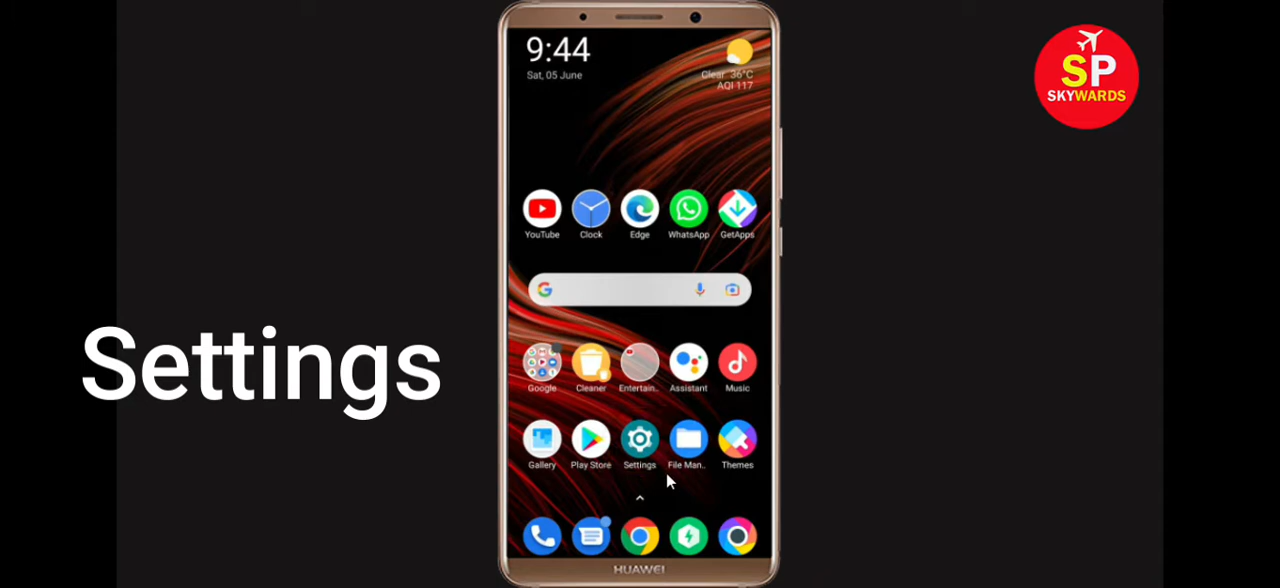 9:44
Sat, 05 June
Clear 36°C
AQI 117
SP
SKYWARDS
YouTube
Clock
Edge
WhatsApp
GetApps
Settings
Google
Cleaner
Entertain..
Assistant
Music
Gallery
Play Store
Settings
File Man..
Themes
HUAWEI